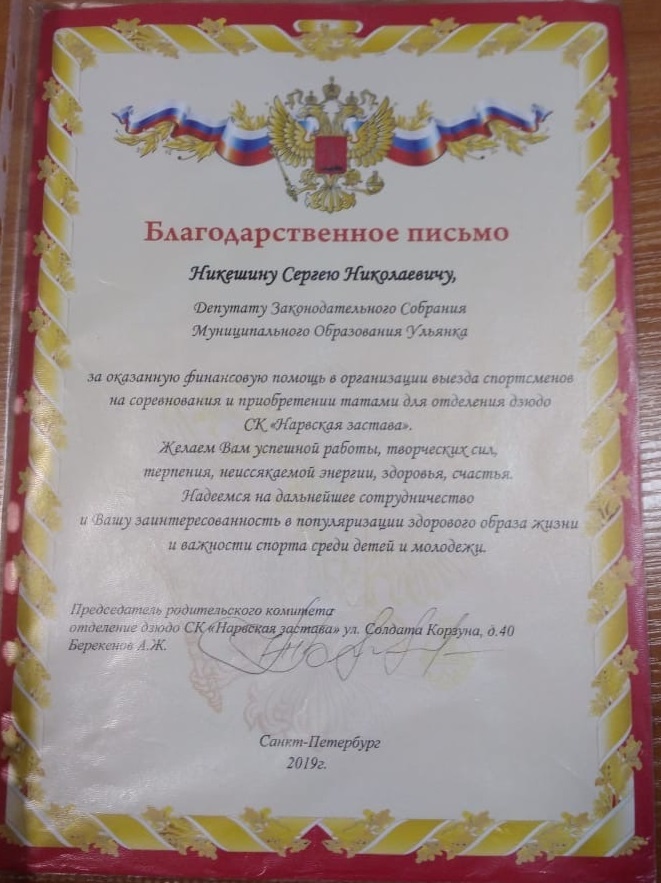 Благодарственное письмо
Никешину Сергею Николаевичу,
Депутату Законодательного Собрания
Муниципального Образования Ульянка
за оказанную финансовую помощь в организации выезда спортсменов
на соревнования и приобретении татами для отделения дзюдо
СК «Нарвская застава».
Желаем Вам успешной работы, творческих сил,
терпения, неиссякаемой энергии, здоровья, счастья.
Надеемся на дальнейшее сотрудничество
и Вашу заинтересованность в популяризации здорового образа жизни
и важности спорта среди детей и молодежи.
Председатель родительского комитета
отделение дзюдо СК «Нарвская застава» ул. Солдата Корзуна, д.40
Берекенов А.Ж.
Санкт-Петербург
2019г.